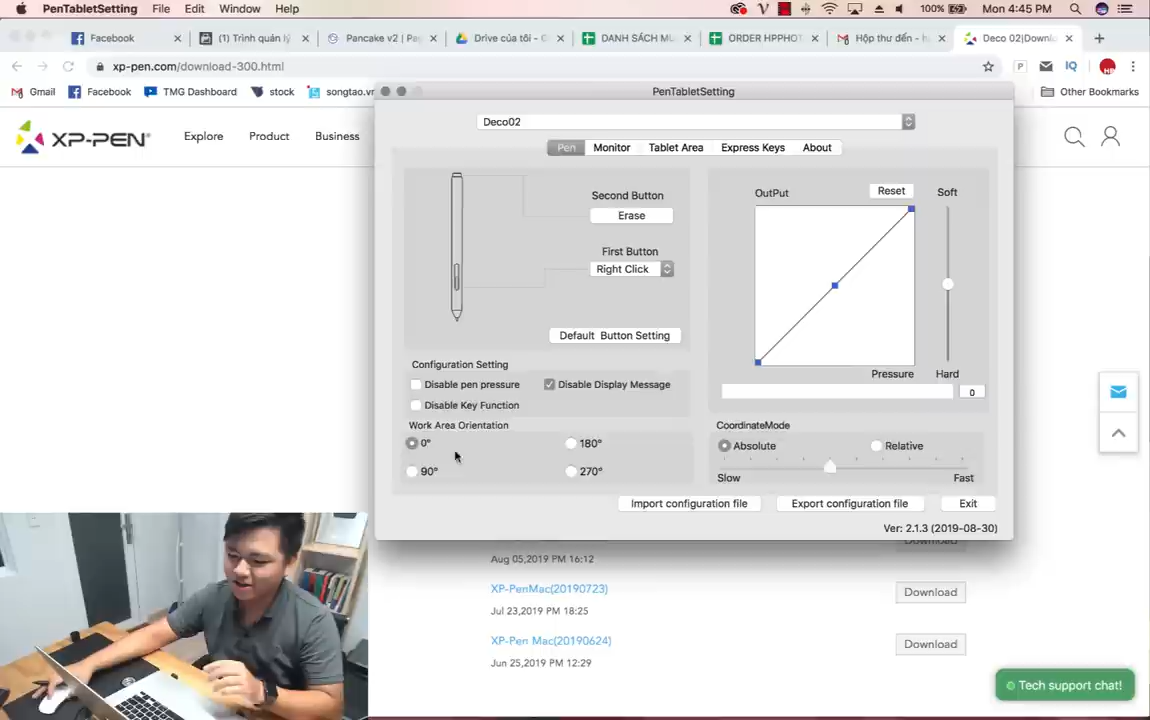 PenTabletSetting File Edit Window Help 100% Mon 4:45 PM
Facebook (1) Trình quản lý Pancake v2 | Pa Drive của tôi - DANH SÁCH MU ORDER HPPHOT Hộp thư đến - Deco 02|Downl
xp-pen.com/download-300.html
Gmail Facebook TMG Dashboard stock songtao.vn Other Bookmarks
XP-PEN Explore Product Business
PenTabletSetting
Deco02
Pen Monitor Tablet Area Express Keys About
Second Button
Erase
First Button
Right Click
Default Button Setting
OutPut Reset Soft
Pressure Hard
0
Configuration Setting
Disable pen pressure Disable Display Message
Disable Key Function
Work Area Orientation
0° 180°
90° 270°
CoordinateMode
Absolute Relative
Slow Fast
Import configuration file Export configuration file Exit
Ver: 2.1.3 (2019-08-30)
Download
Aug 05,2019 PM 16:12
XP-PenMac(20190723) Download
Jul 23,2019 PM 18:25
XP-Pen Mac(20190624) Download
Jun 25,2019 PM 12:29
Tech support chat!